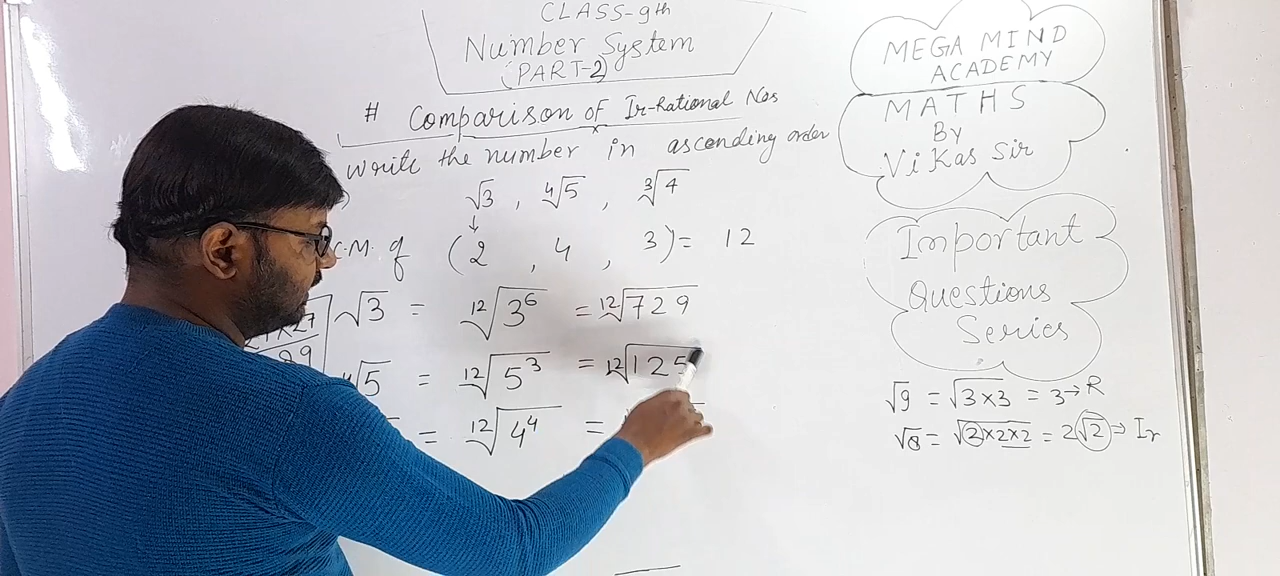 CLASS-9th
Number System
(PART-2)
# Comparison of Ir-Rational Nos
Write the number in ascending order
√3 , ∜5 , ∛4
C.M. of (2 , 4 , 3) = 12
√3 = ¹²√3⁶ = ¹²√729
∜5 = ¹²√5³ = ¹²√125
= ¹²√4⁴ =
×27
29
MEGA MIND
ACADEMY
MATHS
By
Vikas Sir
Important
Questions
Series
√9 = √3×3 = 3→R
√8 = √2×2×2 = 2√2→Ir